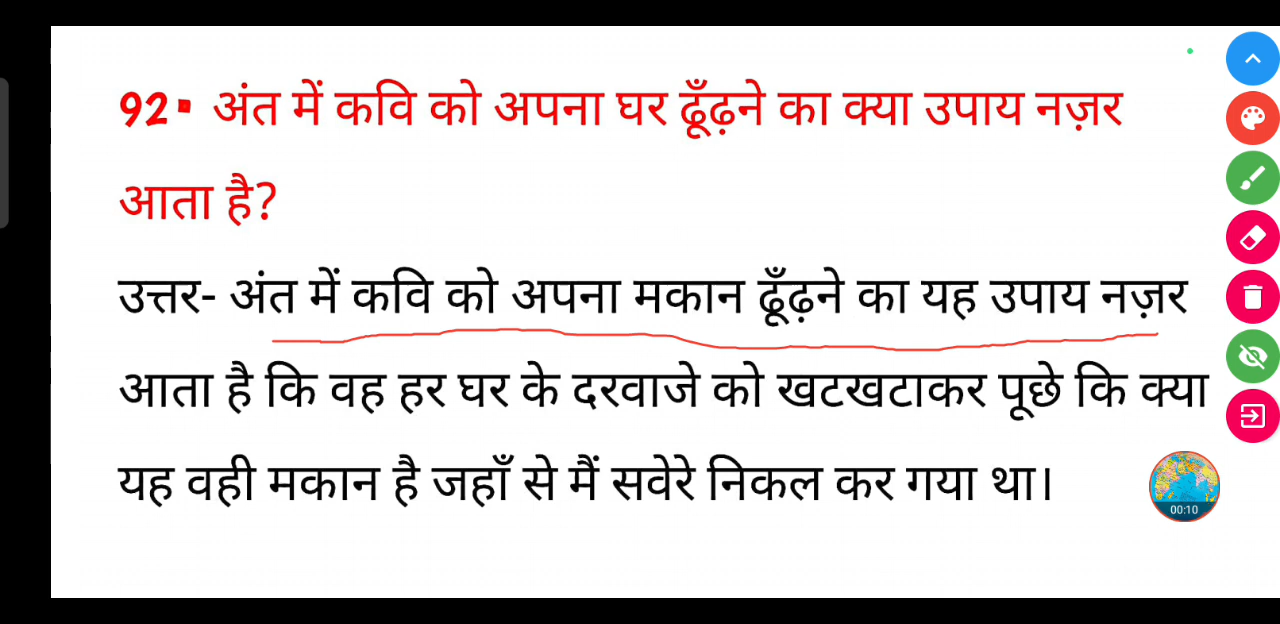 92. अंत में कवि को अपना घर ढूँढ़ने का क्या उपाय नज़र
आता है?
उत्तर- अंत में कवि को अपना मकान ढूँढ़ने का यह उपाय नज़र
आता है कि वह हर घर के दरवाजे को खटखटाकर पूछे कि क्या
यह वही मकान है जहाँ से मैं सवेरे निकल कर गया था।
00:10